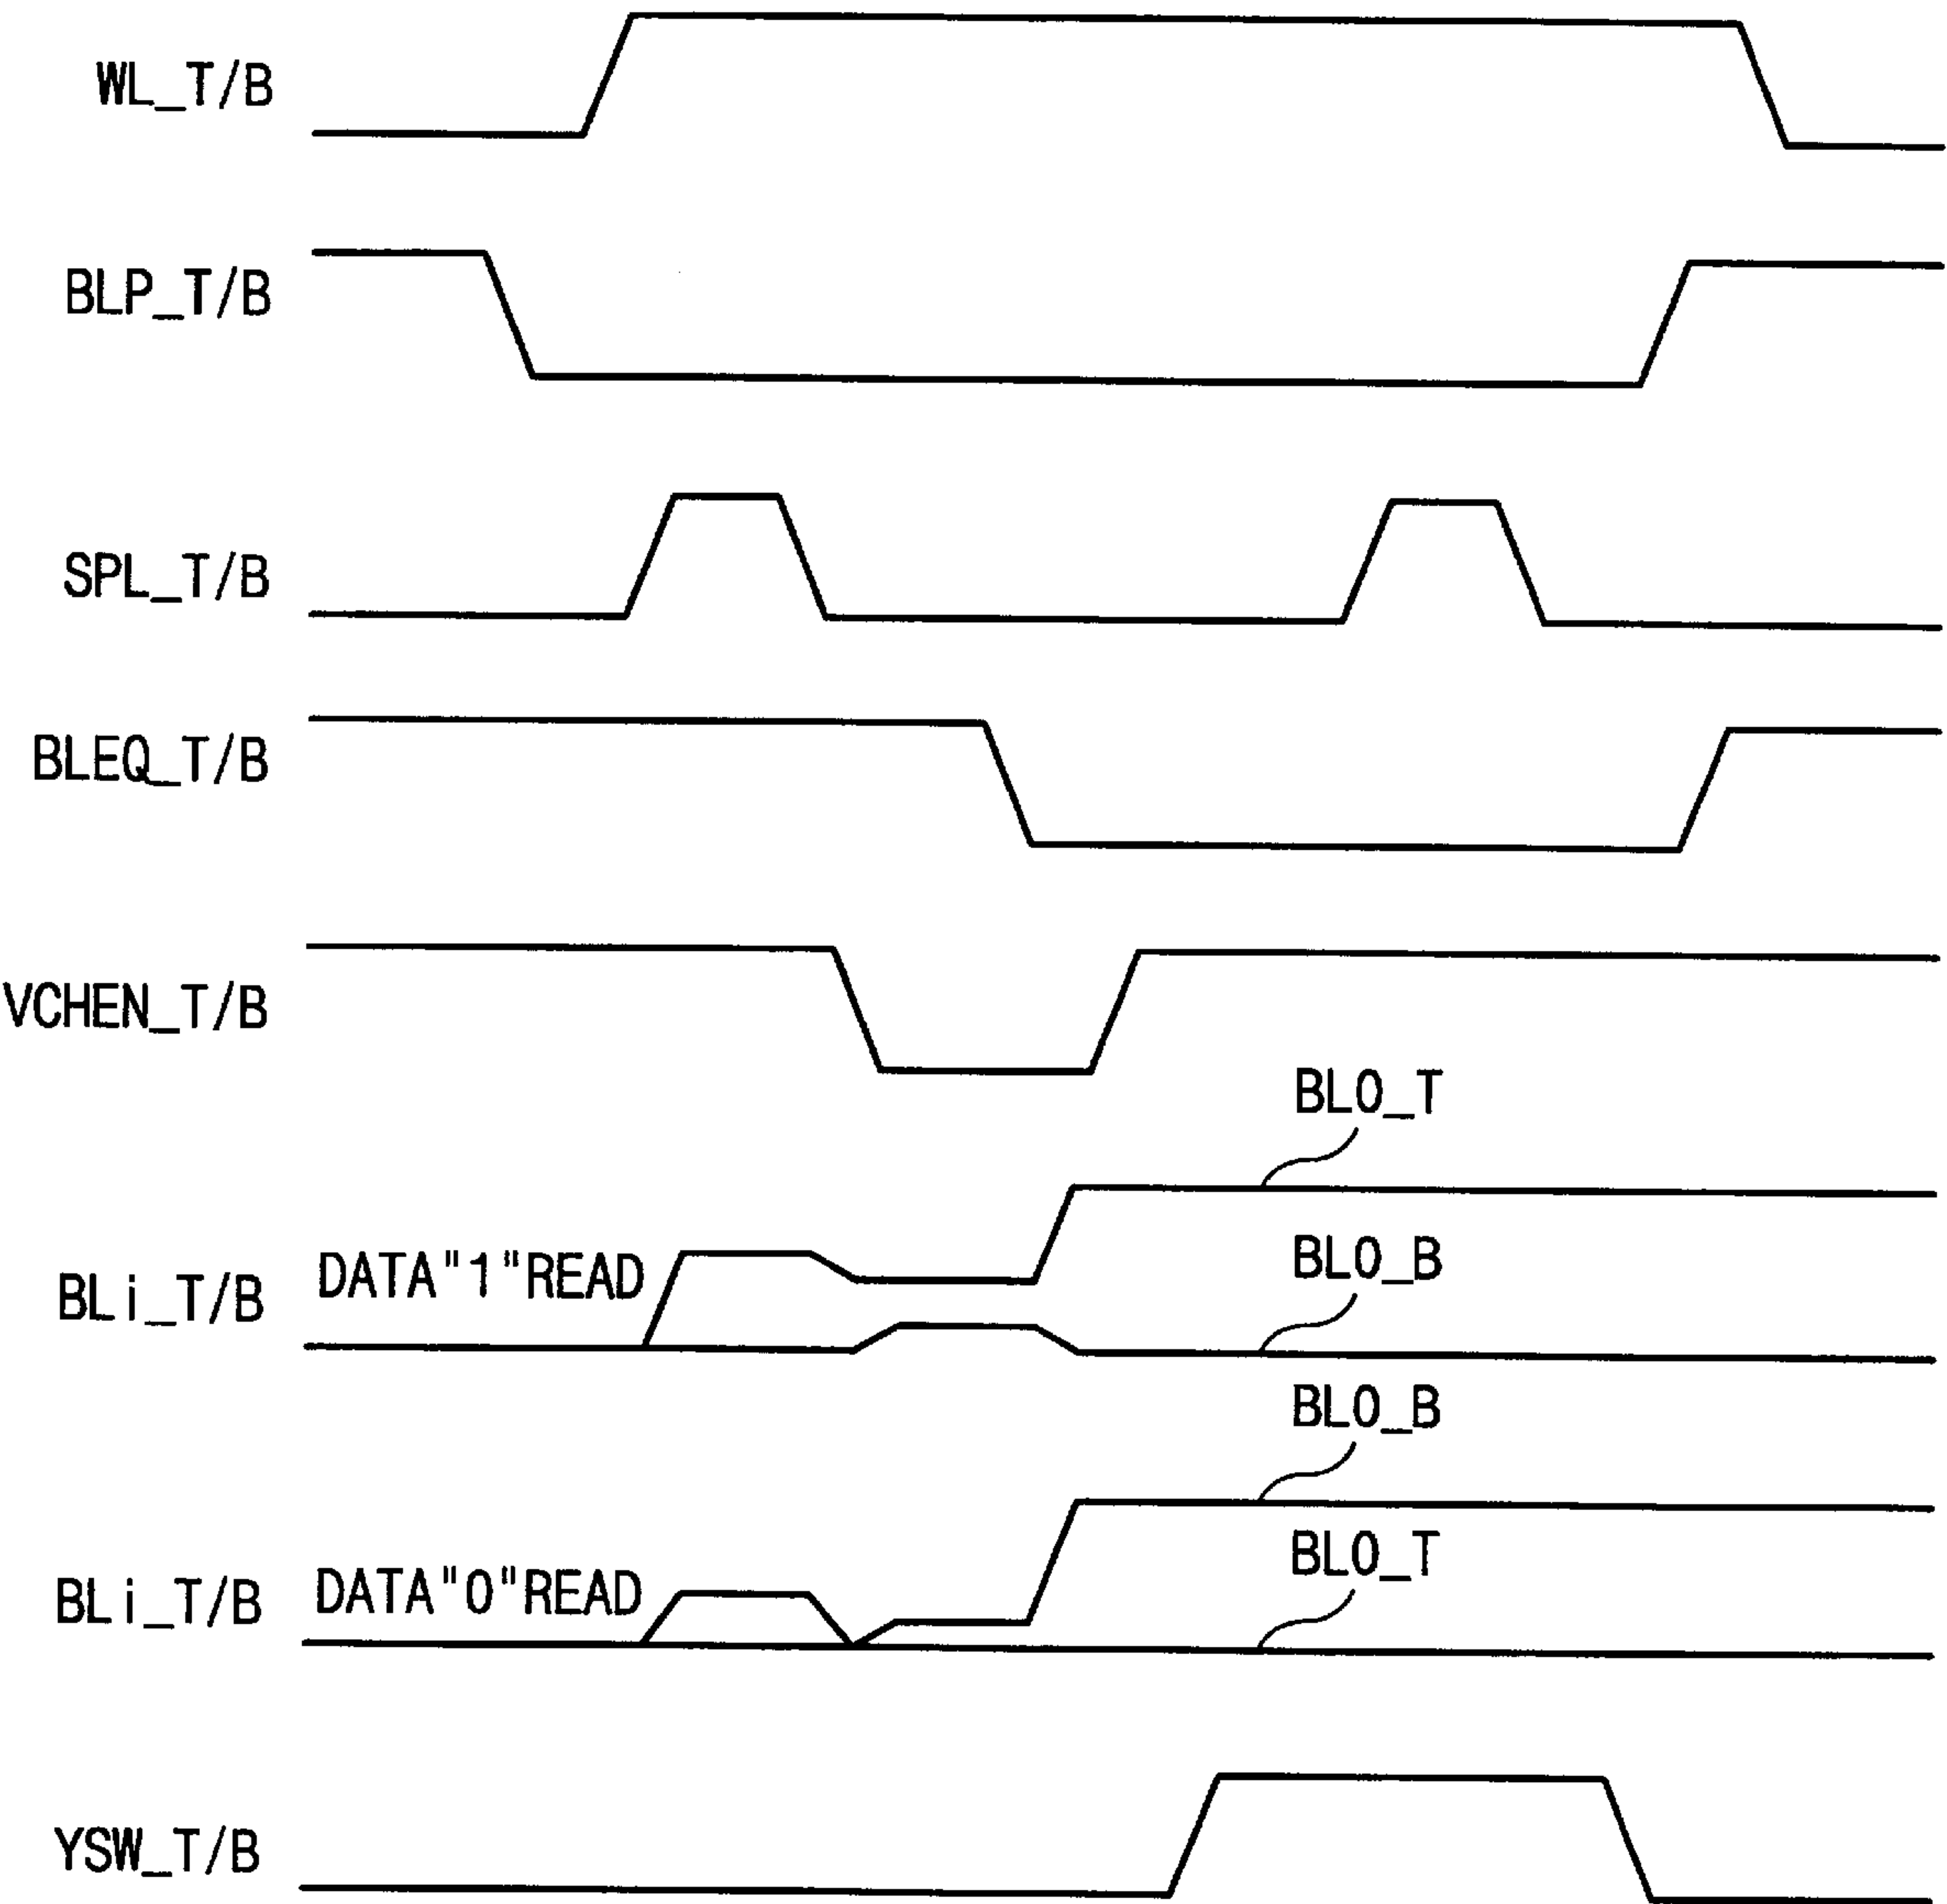 WL_T/B
BLP_T/B
SPL_T/B
BLEQ_T/B
VCHEN_T/B
BL0_T
DATA"1"READ
BL0_B
BLi_T/B
BL0_B
DATA"0"READ
BL0_T
BLi_T/B
YSW_T/B